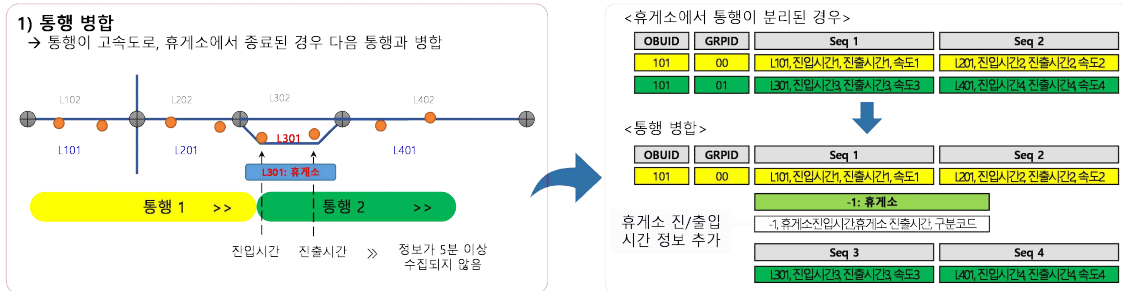 1) 통행 병합
→ 통행이 고속도로, 휴게소에서 종료된 경우 다음 통행과 병합
L102 L202 L302 L402
L301
L101 L201 L401
L301: 휴게소
통행 1 >> 통행 2 >>
진입시간 진출시간 » 정보가 5분 이상
수집되지 않음
<휴게소에서 통행이 분리된 경우>
OBUID GRPID Seq 1 Seq 2
101 00 L101, 진입시간1, 진출시간1, 속도1 L201, 진입시간2, 진출시간2, 속도2
101 01 L301, 진입시간3, 진출시간3, 속도3 L401, 진입시간4, 진출시간4, 속도4
<통행 병합>
OBUID GRPID Seq 1 Seq 2
101 00 L101, 진입시간1, 진출시간1, 속도1 L201, 진입시간2, 진출시간2, 속도2
-1: 휴게소
휴게소 진/출입
시간 정보 추가
-1, 휴게소진입시간,휴게소 진출시간, 구분코드
Seq 3 Seq 4
L301, 진입시간3, 진출시간3, 속도3 L401, 진입시간4, 진출시간4, 속도4